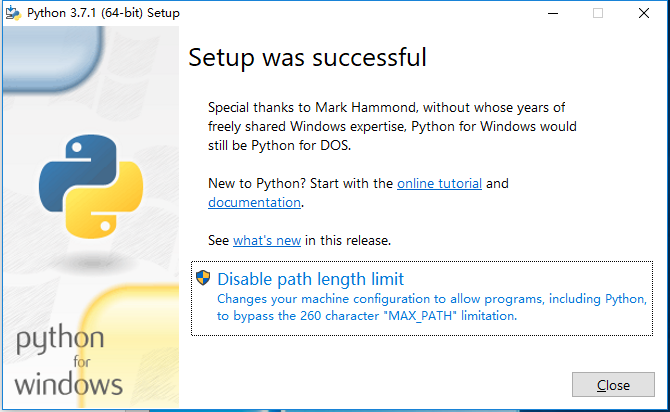 Python 3.7.1 (64-bit) Setup
Setup was successful
Special thanks to Mark Hammond, without whose years of
freely shared Windows expertise, Python for Windows would
still be Python for DOS.
New to Python? Start with the online tutorial and
documentation.
See what's new in this release.
Disable path length limit
Changes your machine configuration to allow programs, including Python,
to bypass the 260 character "MAX_PATH" limitation.
python
for
windows
Close